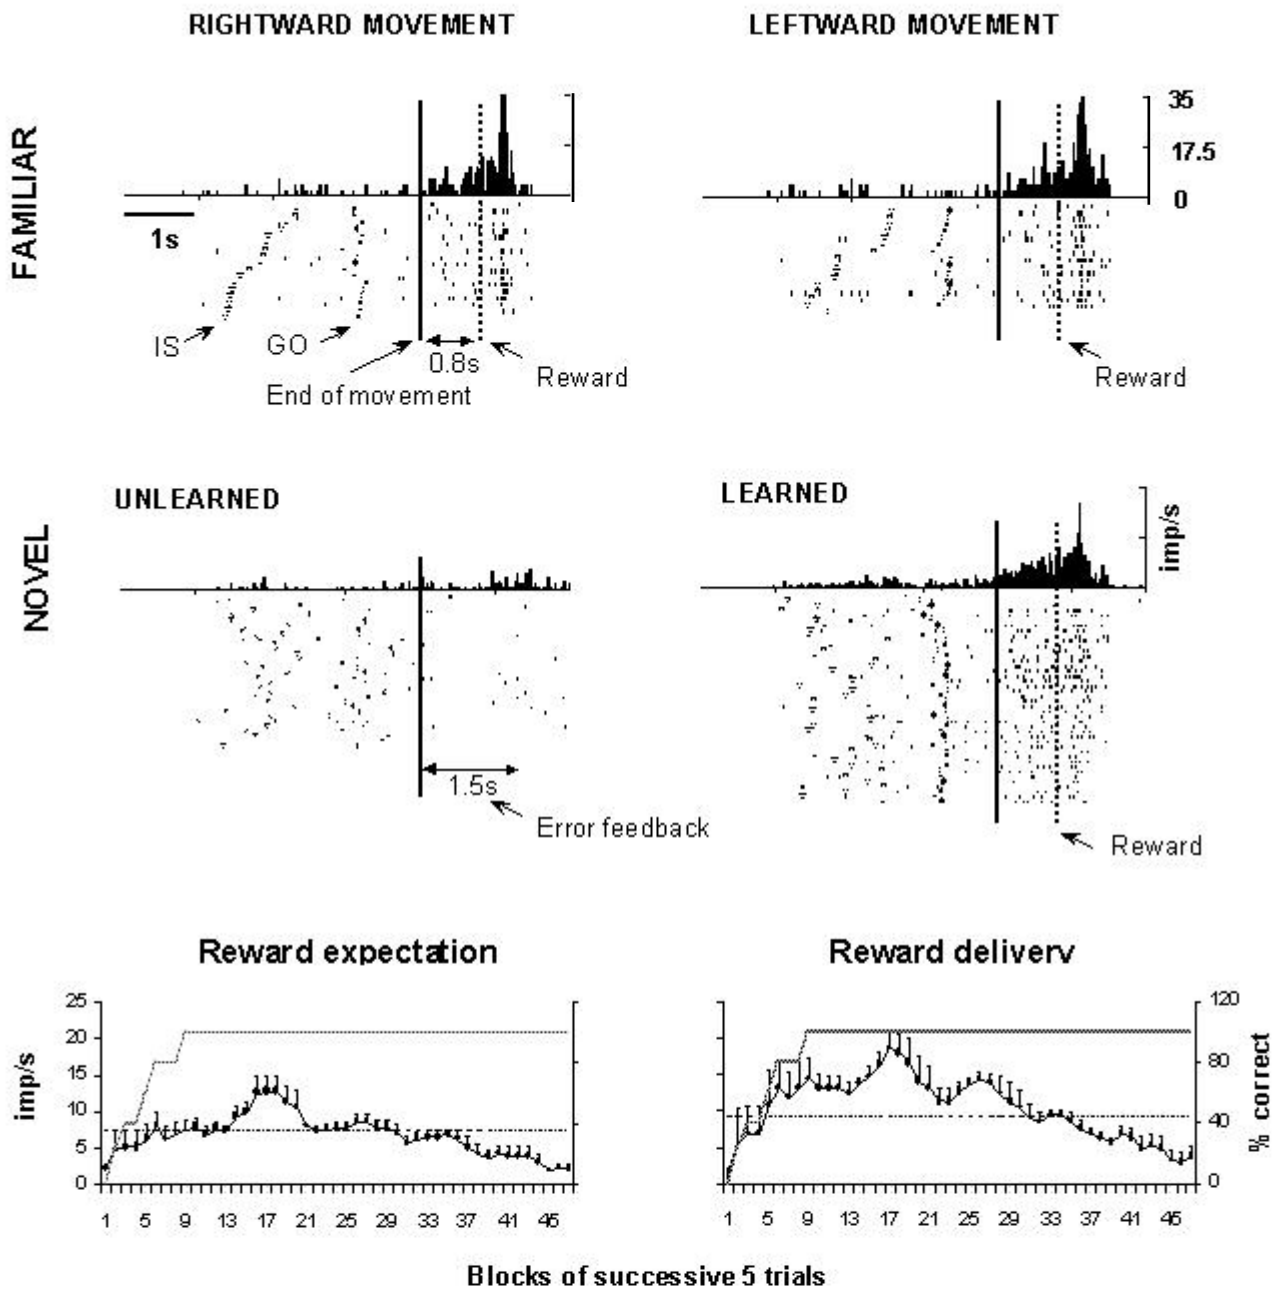 RIGHTWARD MOVEMENT
LEFTWARD MOVEMENT
FAMILIAR
35
17.5
0
1s
IS
GO
0.8s
Reward
End of movement
Reward
UNLEARNED
LEARNED
NOVEL
imp/s
1.5s
Error feedback
Reward
Reward expectation
Reward delivery
25
20
15
10
5
0
imp/s
120
80
40
0
% correct
1 5 9 13 17 21 25 29 33 37 41 45
1 5 9 13 17 21 25 29 33 37 41 45
Blocks of successive 5 trials